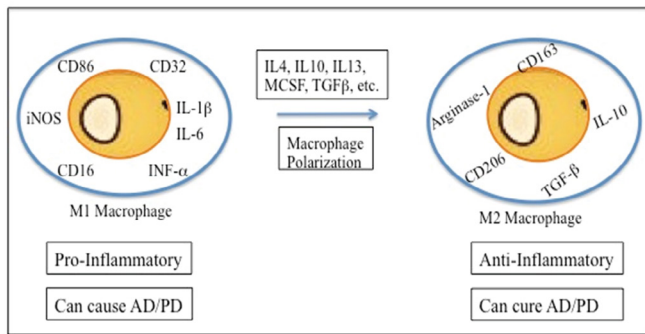 CD86
CD32
iNOS
IL-1β
IL-6
CD16
INF-α
M1 Macrophage
Pro-Inflammatory
Can cause AD/PD
IL4, IL10, IL13,
MCSF, TGFβ, etc.
Macrophage
Polarization
CD163
Arginase-1
IL-10
CD206
TGF-β
M2 Macrophage
Anti-Inflammatory
Can cure AD/PD